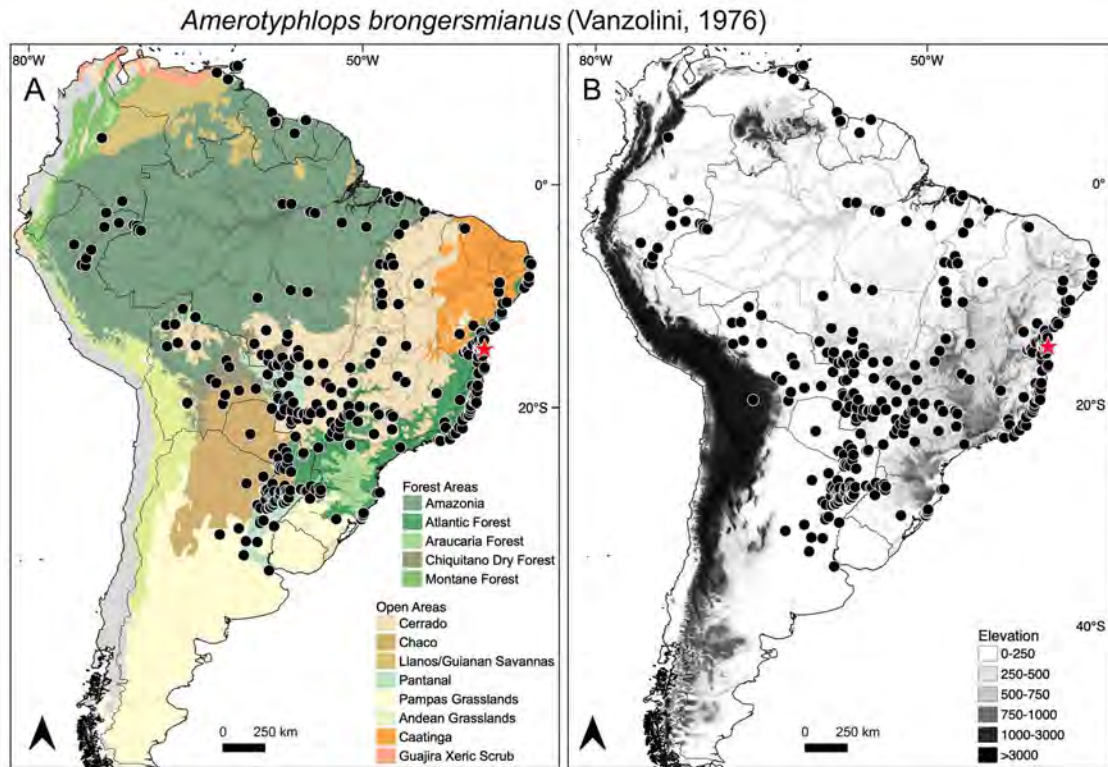 Amerotyphlops brongersmianus (Vanzolini, 1976)
80°W
50°W
A
0°
20°S
Forest Areas
Amazonia
Atlantic Forest
Araucaria Forest
Chiquitano Dry Forest
Montane Forest
Open Areas
Cerrado
Chaco
Llanos/Guianan Savannas
Pantanal
Pampas Grasslands
Andean Grasslands
Caatinga
Guajira Xeric Scrub
0 250 km
80°W
50°W
B
0°
20°S
40°S
Elevation
0-250
250-500
500-750
750-1000
1000-3000
>3000
0 250 km